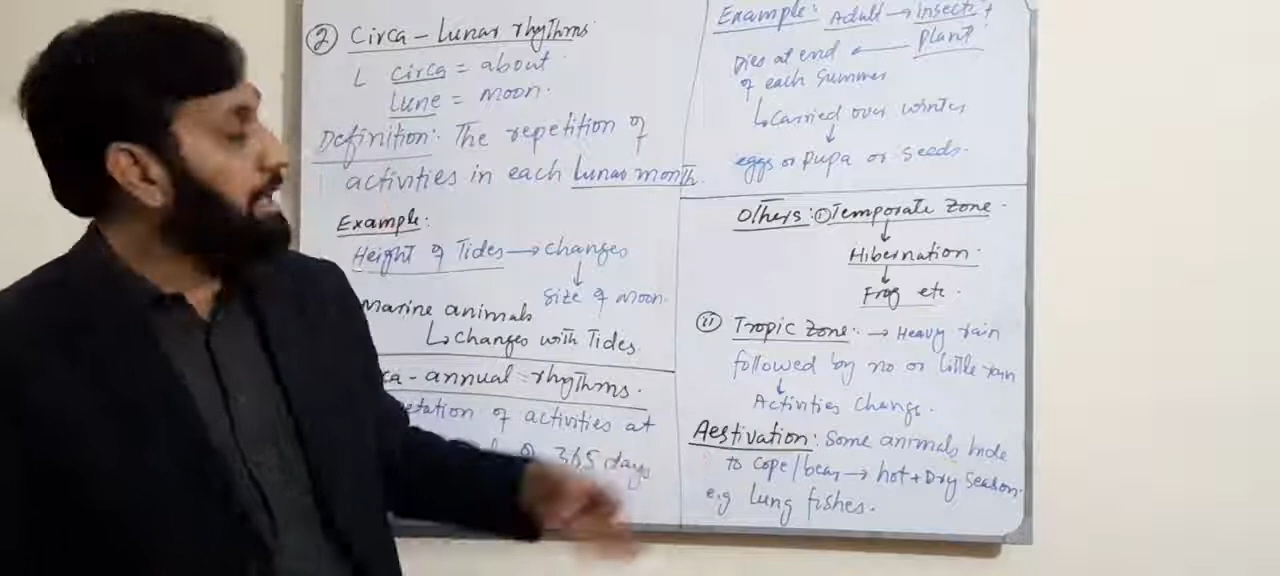 ② Circa - Lunar rhythms
L circa = about
Lune = moon.
Definition: The repetition of
activities in each lunar month.
Example:
Height of Tides → changes
↓
Size of moon.
Marine animals
↳ changes with Tides.
ca - annual = rhythms.
etation of activities at
365 days
Example: Adult → Insects +
Plant
Dies at end ←
of each summer
↳ Carried over winter
↓
eggs or pupa or seeds.
Others: ① Temporate Zone.
↓
Hibernation.
↓
Frog etc.
ⅱ Tropic Zone: → Heavy rain
followed by no or little rain
↓
Activities Change.
Aestivation: Some animals hide
to cope/bear → hot + Dry season.
e.g lung fishes.